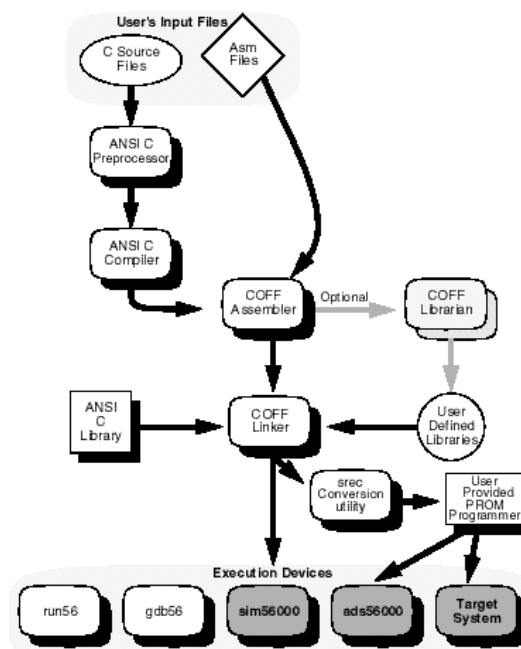 User's Input Files
C Source
Files
Asm
Files
ANSI C
Preprocessor
ANSI C
Compiler
COFF
Assembler
Optional
COFF
Librarian
ANSI
C
Library
COFF
Linker
User
Defined
Libraries
srec
Conversion
utility
User
Provided
PROM
Programmer
Execution Devices
run56
gdb56
sim56000
ads56000
Target
System